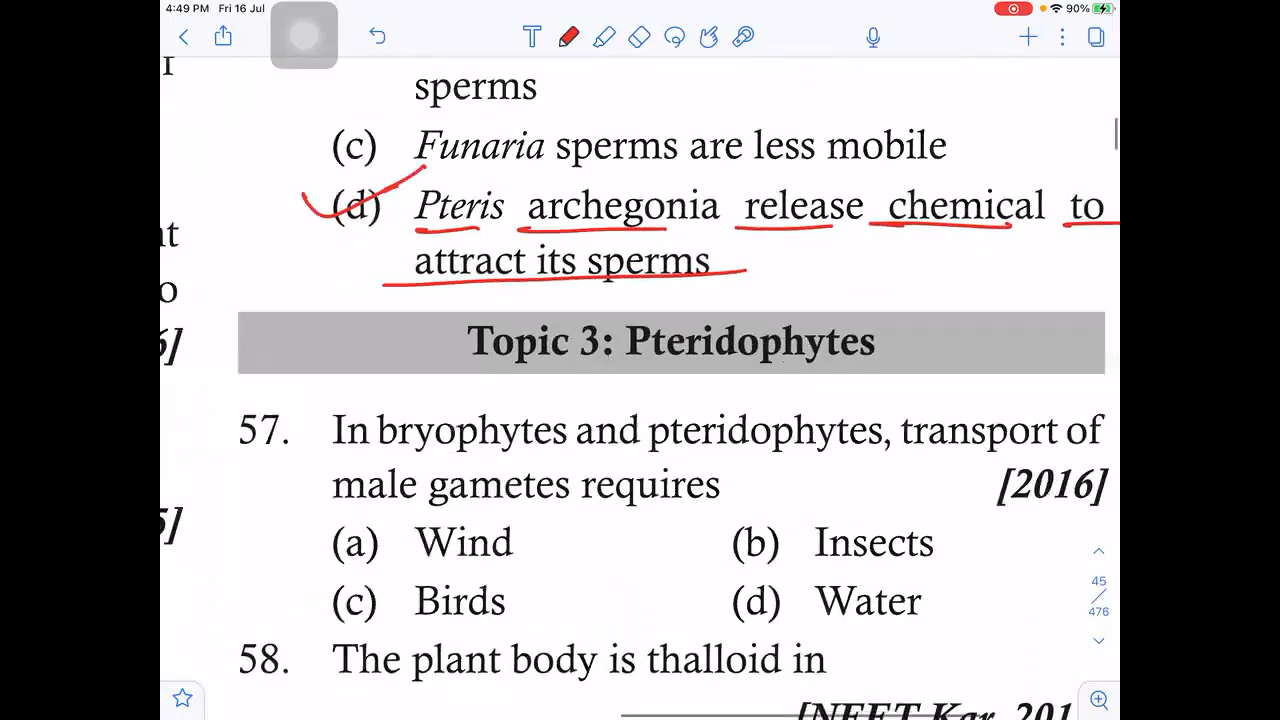 4:49 PM Fri 16 Jul
90%
sperms
(c) Funaria sperms are less mobile
(d) Pteris archegonia release chemical to
attract its sperms
Topic 3: Pteridophytes
57. In bryophytes and pteridophytes, transport of
male gametes requires [2016]
(a) Wind (b) Insects
(c) Birds (d) Water
45
476
58. The plant body is thalloid in